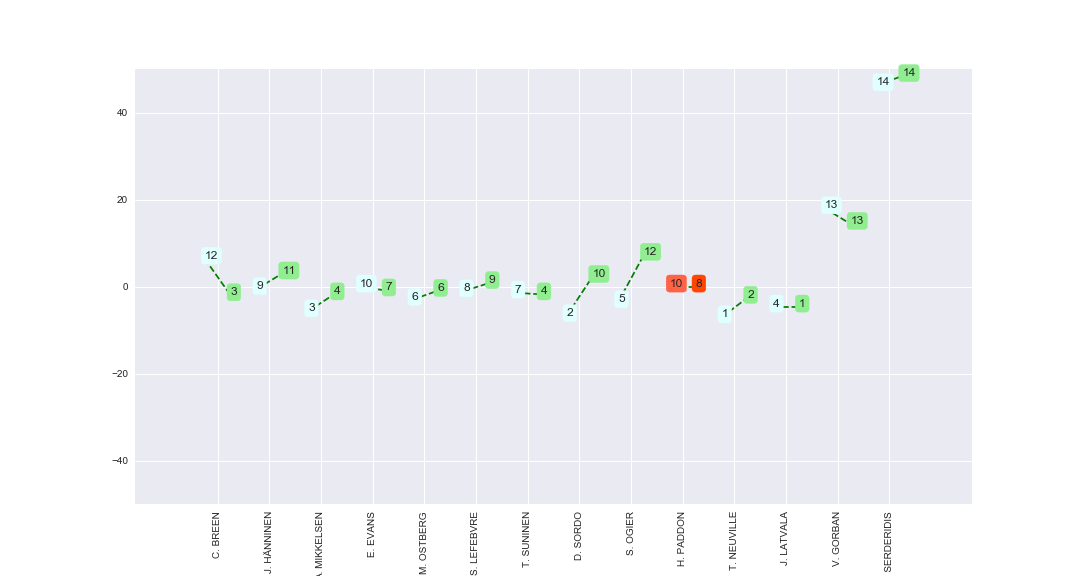 40
20
0
−20
−40
12
3
9
11
3
4
10
7
6
6
8
9
7
4
2
10
5
12
10
8
1
2
4
1
13
13
14
14
C. BREEN
J. HÄNNINEN
MIKKELSEN
E. EVANS
M. OSTBERG
S. LEFEBVRE
T. SUNINEN
D. SORDO
S. OGIER
H. PADDON
T. NEUVILLE
J. LATVALA
V. GORBAN
SERDERIDIS